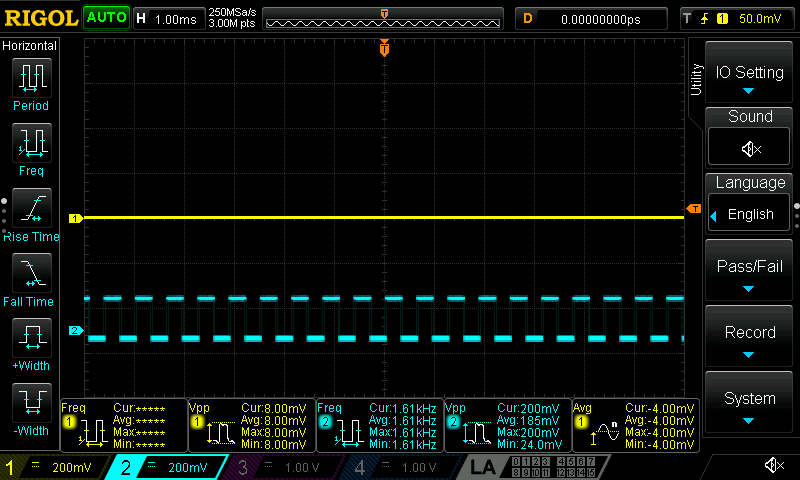 RIGOL AUTO H 1.00ms 250MSa/s 3.00M pts T D 0.00000000ps T 1 50.0mV
Horizontal
Period
Freq
Rise Time
Fall Time
+Width
-Width
T
1
2
T
Utility
IO Setting
Sound
Language
English
Pass/Fail
Record
System
Freq 1 Cur:***** Avg:***** Max:***** Min:*****
Vpp 1 Cur:8.00mV Avg:8.00mV Max:8.00mV Min:8.00mV
Freq 2 Cur:1.61kHz Avg:1.61kHz Max:1.61kHz Min:1.61kHz
Vpp 2 Cur:200mV Avg:185mV Max:200mV Min:24.0mV
Avg 1 n Cur:-4.00mV Avg:-4.00mV Max:-4.00mV Min:-4.00mV
1 200mV 2 200mV 3 1.00 V 4 1.00 V LA 0 1 2 3 4 5 6 7
8 9 10 11 12 13 14 15